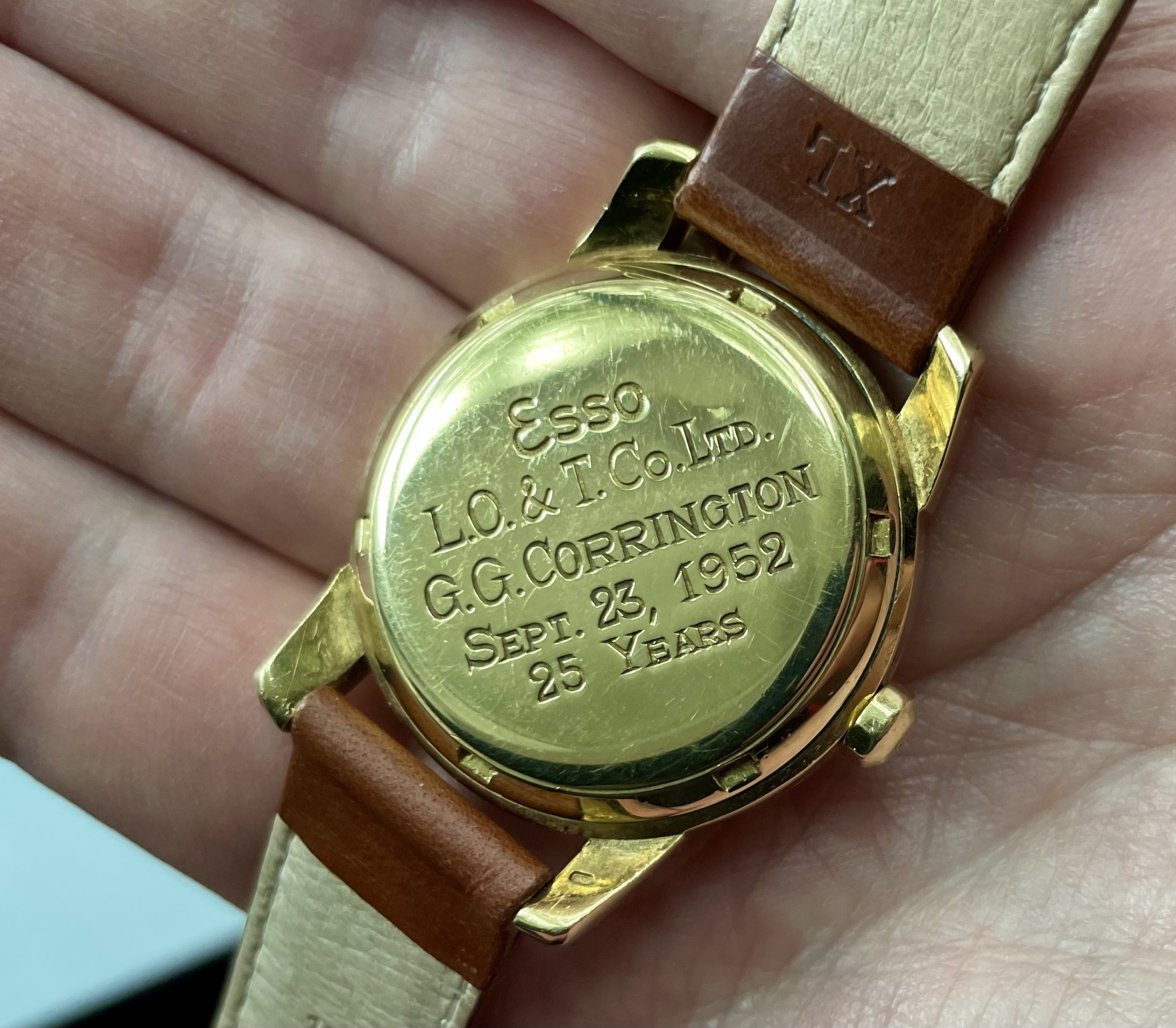 TX
Esso
L.O. & T. Co. LTD.
G.G. CORRINGTON
SEPT. 23, 1952
25 YEARS